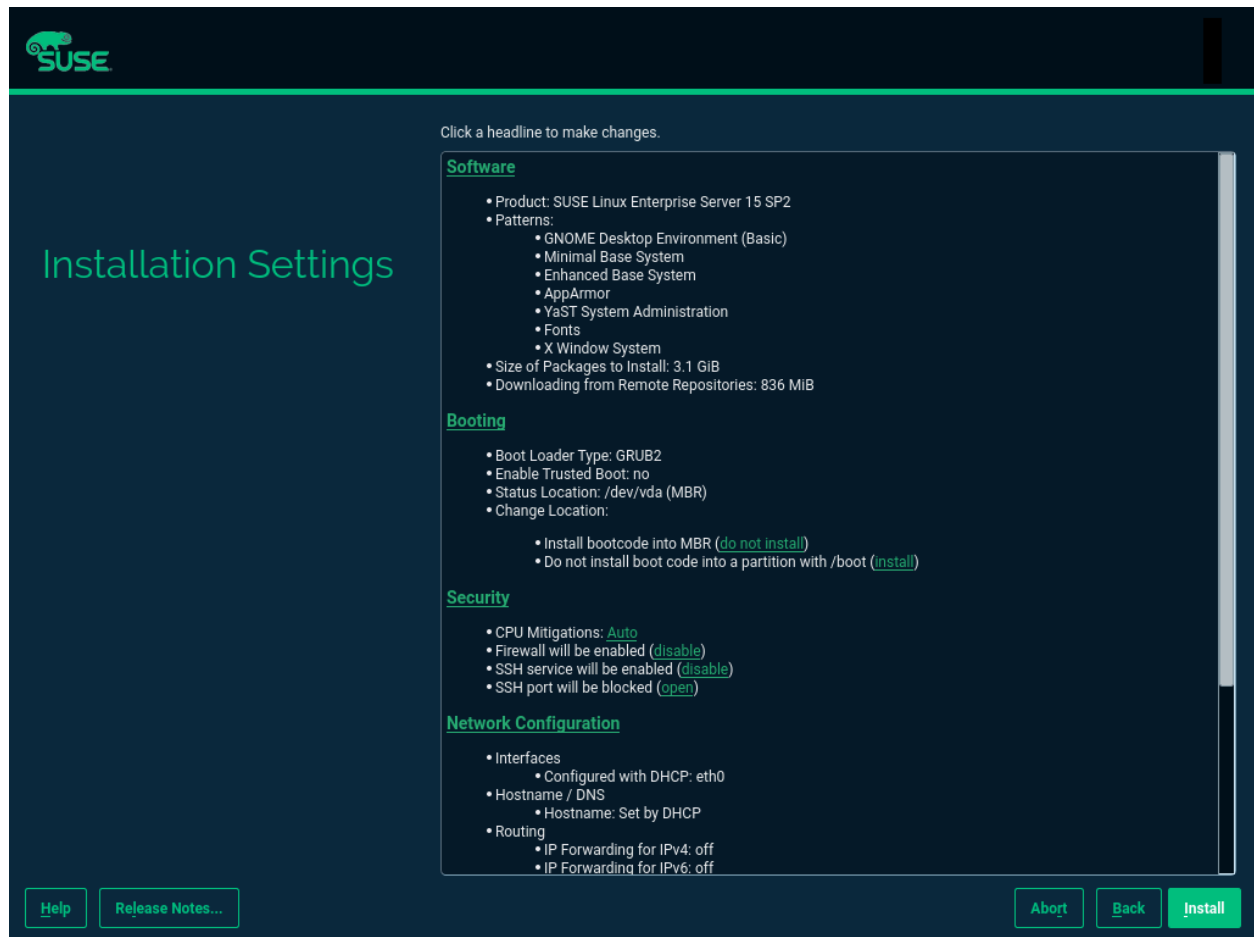 SUSE
Click a headline to make changes.
Installation Settings
Software
• Product: SUSE Linux Enterprise Server 15 SP2
• Patterns:
• GNOME Desktop Environment (Basic)
• Minimal Base System
• Enhanced Base System
• AppArmor
• YaST System Administration
• Fonts
• X Window System
• Size of Packages to Install: 3.1 GiB
• Downloading from Remote Repositories: 836 MiB
Booting
• Boot Loader Type: GRUB2
• Enable Trusted Boot: no
• Status Location: /dev/vda (MBR)
• Change Location:
• Install bootcode into MBR (do not install)
• Do not install boot code into a partition with /boot (install)
Security
• CPU Mitigations: Auto
• Firewall will be enabled (disable)
• SSH service will be enabled (disable)
• SSH port will be blocked (open)
Network Configuration
• Interfaces
• Configured with DHCP: eth0
• Hostname / DNS
• Hostname: Set by DHCP
• Routing
• IP Forwarding for IPv4: off
• IP Forwarding for IPv6: off
Help Release Notes... Abort Back Install